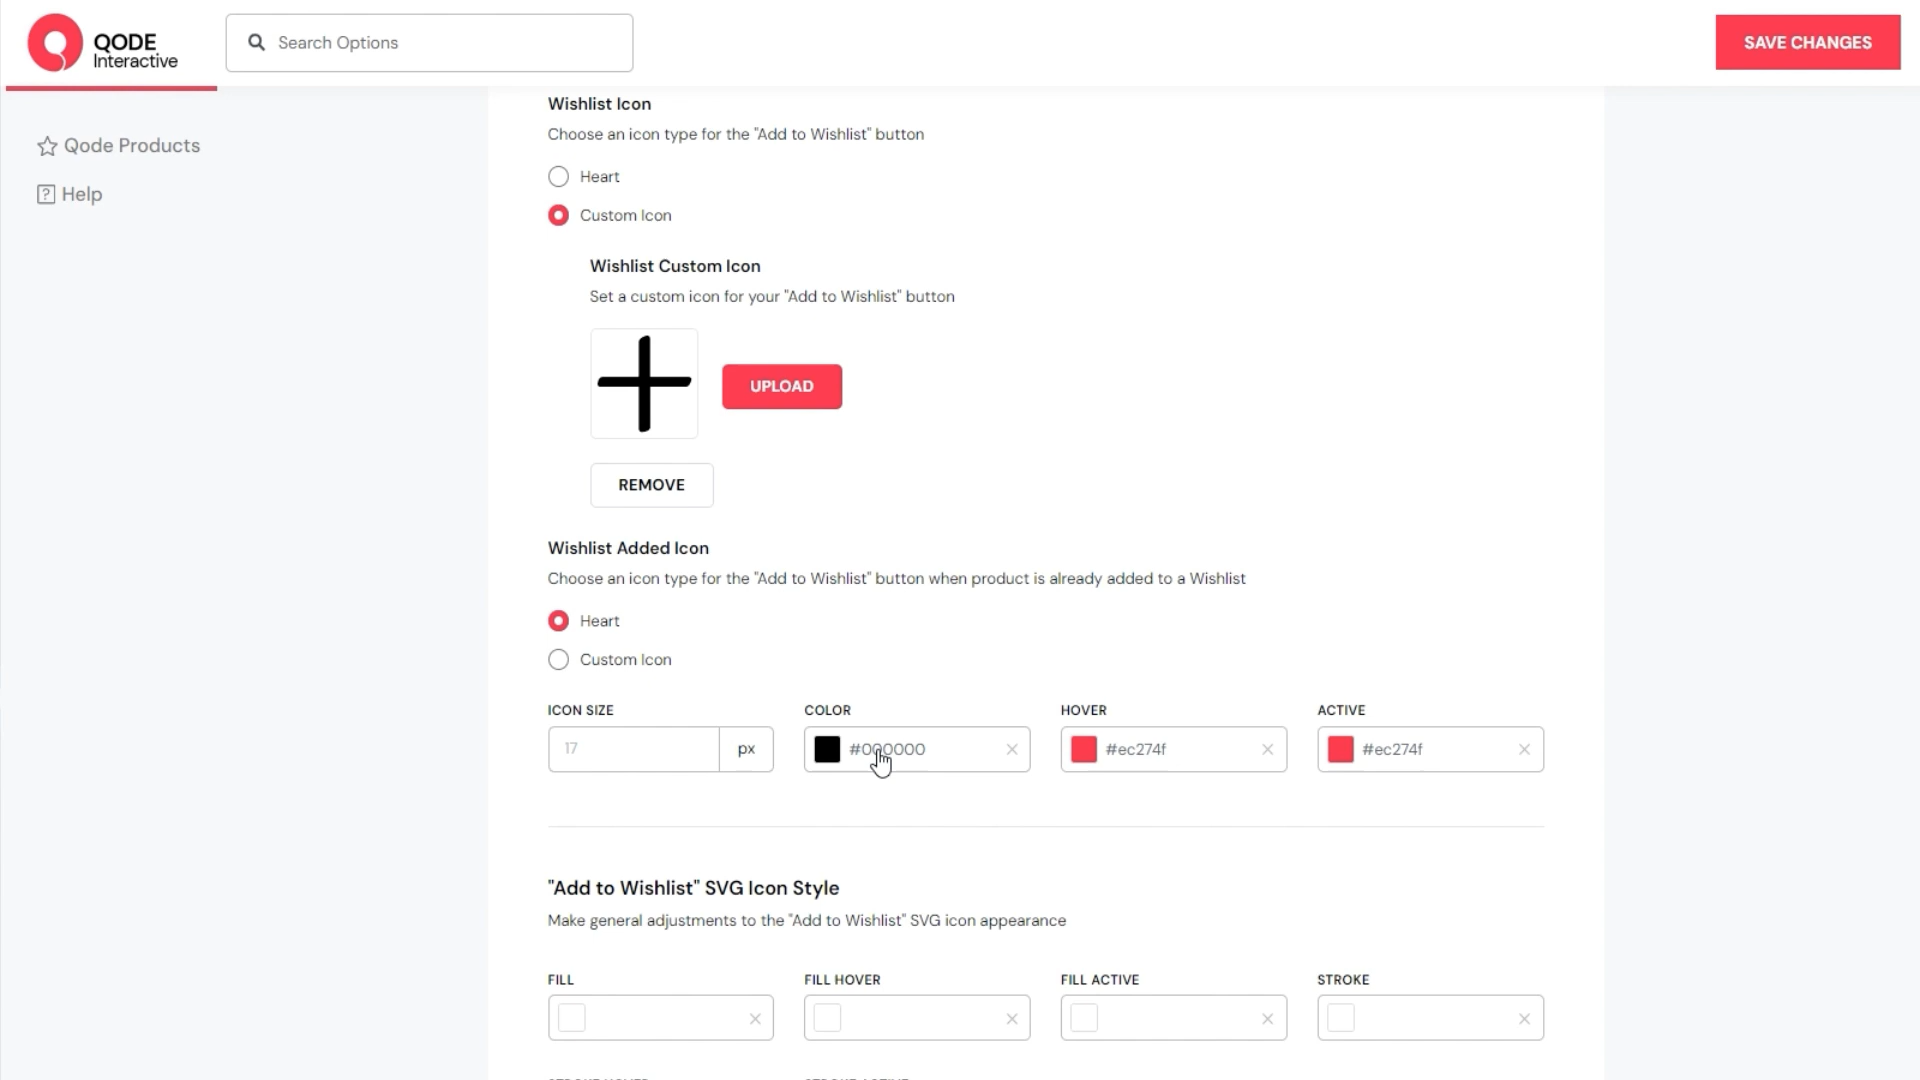 QODE
Interactive
Search Options
SAVE CHANGES
Qode Products
? Help
Wishlist Icon
Choose an icon type for the "Add to Wishlist" button
Heart
Custom Icon
Wishlist Custom Icon
Set a custom icon for your "Add to Wishlist" button
UPLOAD
REMOVE
Wishlist Added Icon
Choose an icon type for the "Add to Wishlist" button when product is already added to a Wishlist
Heart
Custom Icon
ICON SIZE COLOR HOVER ACTIVE
17 px #000000 #ec274f #ec274f
"Add to Wishlist" SVG Icon Style
Make general adjustments to the "Add to Wishlist" SVG icon appearance
FILL FILL HOVER FILL ACTIVE STROKE